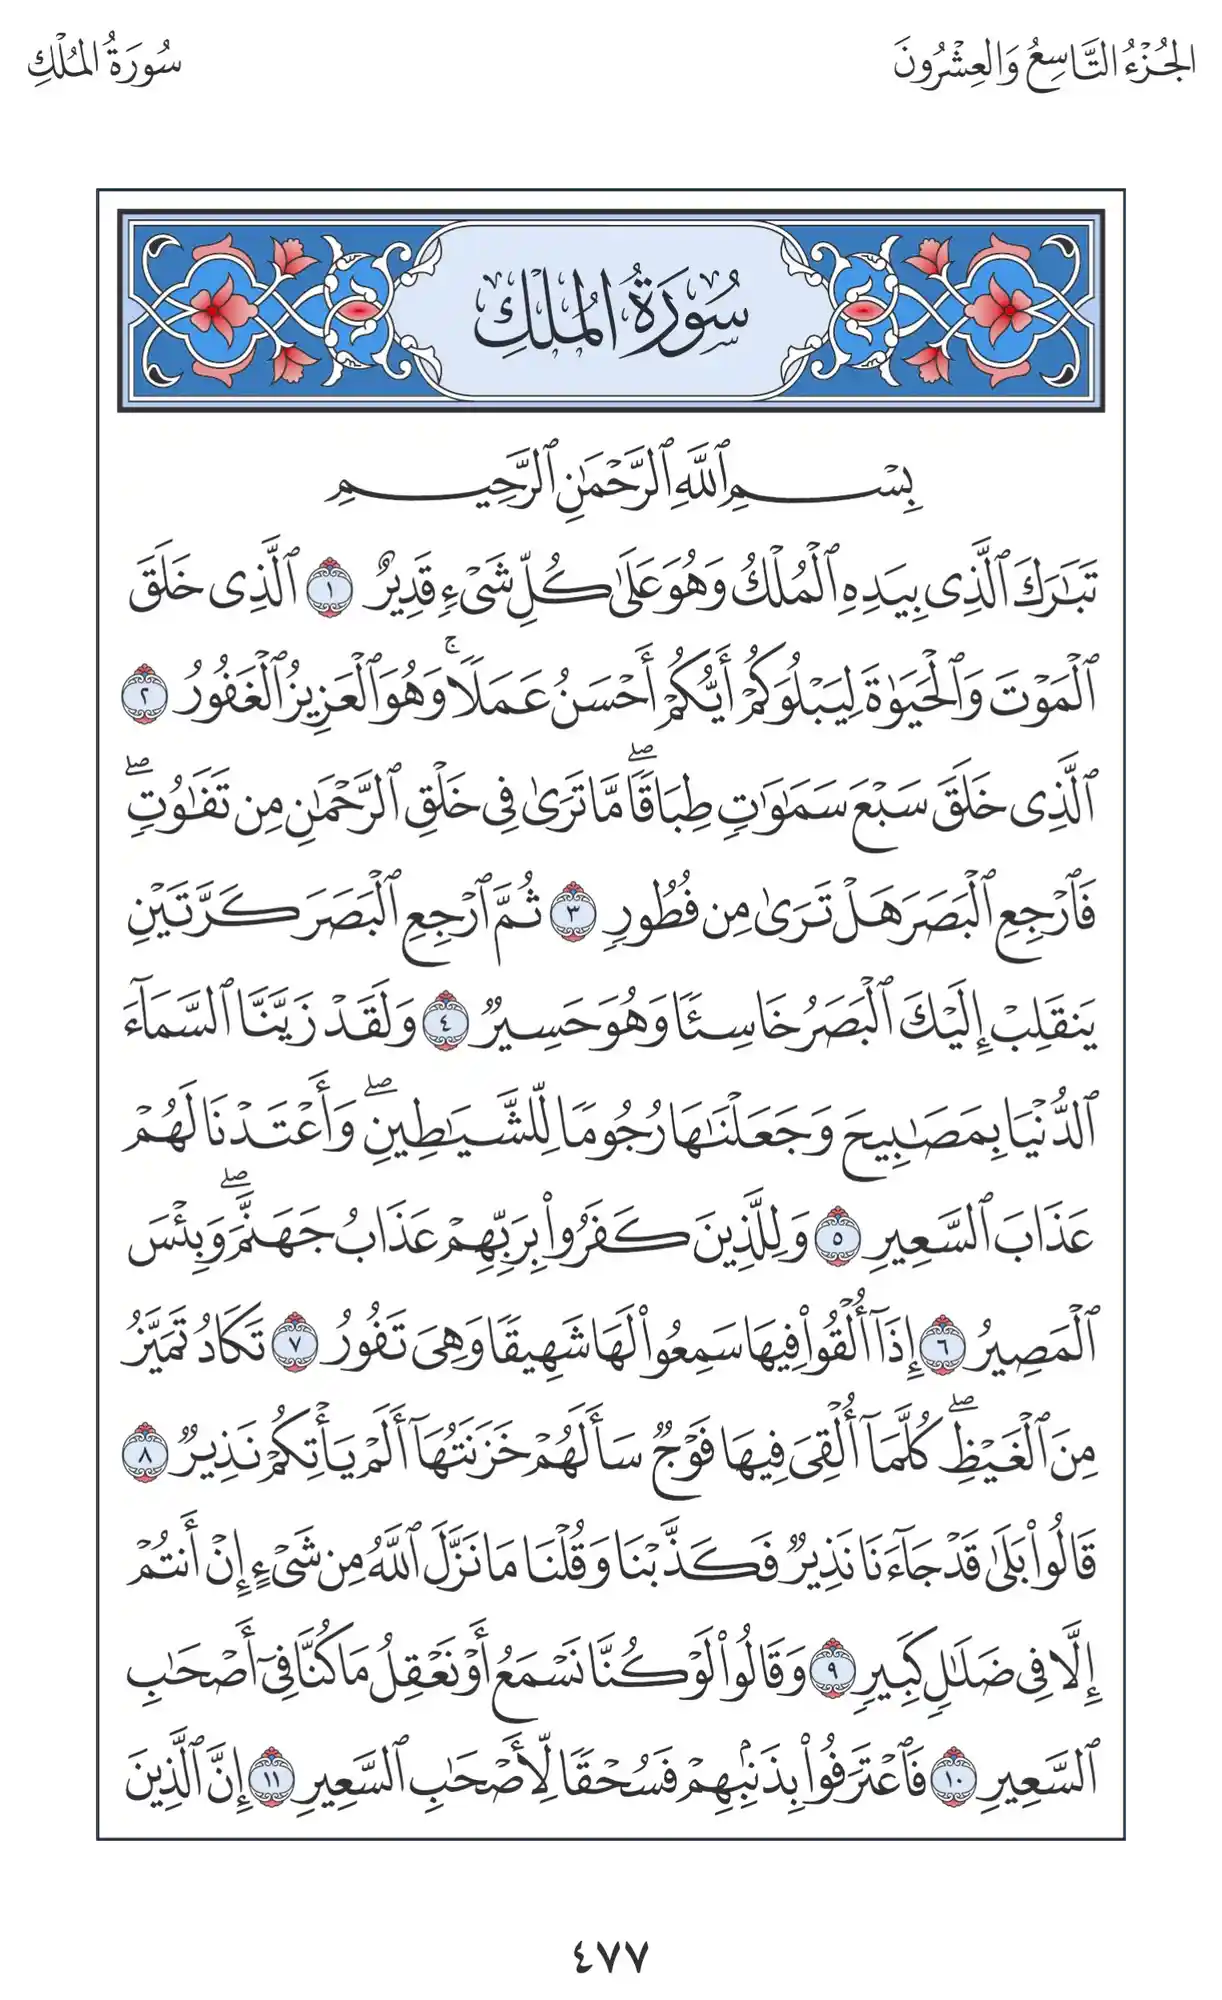 الجُزْءُ التَّاسِعُ وَالعِشْرُونَ
سُورَةُ المُلْكِ
سُورَةُ المُلْكِ
بِسْمِ ٱللَّهِ ٱلرَّحْمَٰنِ ٱلرَّحِيمِ
تَبَٰرَكَ ٱلَّذِى بِيَدِهِ ٱلْمُلْكُ وَهُوَ عَلَىٰ كُلِّ شَىْءٍ قَدِيرٌ ١ ٱلَّذِى خَلَقَ
ٱلْمَوْتَ وَٱلْحَيَوٰةَ لِيَبْلُوَكُمْ أَيُّكُمْ أَحْسَنُ عَمَلًا ۚ وَهُوَ ٱلْعَزِيزُ ٱلْغَفُورُ ٢
ٱلَّذِى خَلَقَ سَبْعَ سَمَٰوَٰتٍ طِبَاقًا ۖ مَّا تَرَىٰ فِى خَلْقِ ٱلرَّحْمَٰنِ مِن تَفَٰوُتٍ ۖ
فَٱرْجِعِ ٱلْبَصَرَ هَلْ تَرَىٰ مِن فُطُورٍ ٣ ثُمَّ ٱرْجِعِ ٱلْبَصَرَ كَرَّتَيْنِ
يَنقَلِبْ إِلَيْكَ ٱلْبَصَرُ خَاسِئًا وَهُوَ حَسِيرٌ ٤ وَلَقَدْ زَيَّنَّا ٱلسَّمَآءَ
ٱلدُّنْيَا بِمَصَٰبِيحَ وَجَعَلْنَٰهَا رُجُومًا لِّلشَّيَٰطِينِ ۖ وَأَعْتَدْنَا لَهُمْ
عَذَابَ ٱلسَّعِيرِ ٥ وَلِلَّذِينَ كَفَرُوا۟ بِرَبِّهِمْ عَذَابُ جَهَنَّمَ ۖ وَبِئْسَ
ٱلْمَصِيرُ ٦ إِذَآ أُلْقُوا۟ فِيهَا سَمِعُوا۟ لَهَا شَهِيقًا وَهِىَ تَفُورُ ٧ تَكَادُ تَمَيَّزُ
مِنَ ٱلْغَيْظِ ۖ كُلَّمَآ أُلْقِىَ فِيهَا فَوْجٌ سَأَلَهُمْ خَزَنَتُهَآ أَلَمْ يَأْتِكُمْ نَذِيرٌ ٨
قَالُوا۟ بَلَىٰ قَدْ جَآءَنَا نَذِيرٌ فَكَذَّبْنَا وَقُلْنَا مَا نَزَّلَ ٱللَّهُ مِن شَىْءٍ إِنْ أَنتُمْ
إِلَّا فِى ضَلَٰلٍ كَبِيرٍ ٩ وَقَالُوا۟ لَوْ كُنَّا نَسْمَعُ أَوْ نَعْقِلُ مَا كُنَّا فِىٓ أَصْحَٰبِ
ٱلسَّعِيرِ ١٠ فَٱعْتَرَفُوا۟ بِذَنۢبِهِمْ فَسُحْقًا لِّأَصْحَٰبِ ٱلسَّعِيرِ ١١ إِنَّ ٱلَّذِينَ
٤٧٧